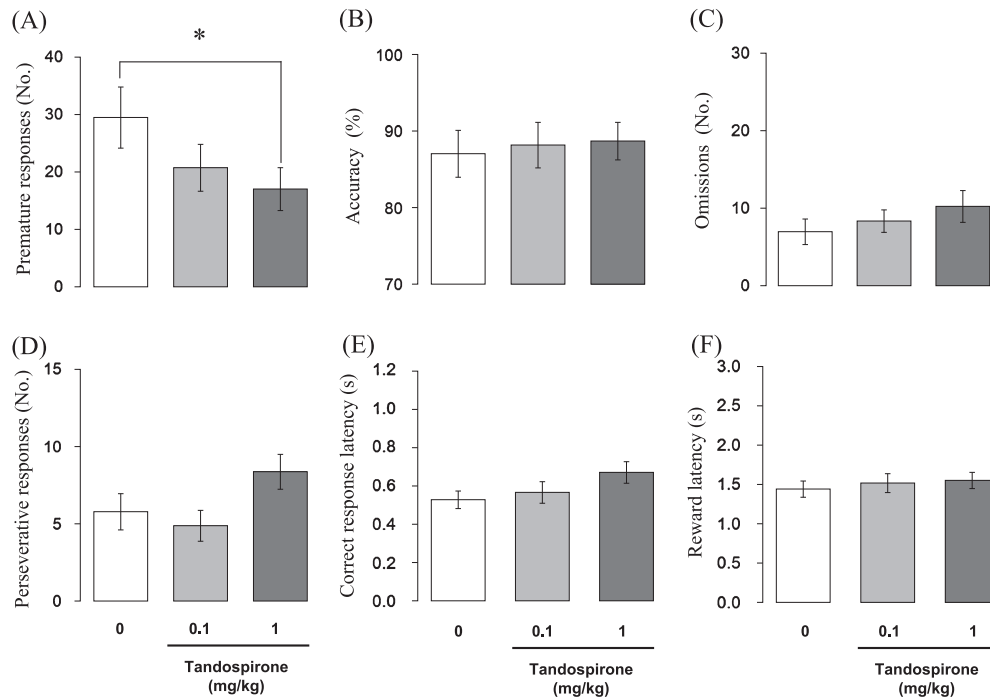 (A)
Premature responses (No.)
40
30
20
10
0
*
(B)
Accuracy (%)
100
90
80
70
(C)
Omissions (No.)
30
20
10
0
(D)
Perseverative responses (No.)
15
10
5
0
0 0.1 1
Tandospirone
(mg/kg)
(E)
Correct response latency (s)
1.2
1.0
0.8
0.6
0.4
0.2
0.0
0 0.1 1
Tandospirone
(mg/kg)
(F)
Reward latency (s)
3.0
2.5
2.0
1.5
1.0
0.5
0.0
0 0.1 1
Tandospirone
(mg/kg)